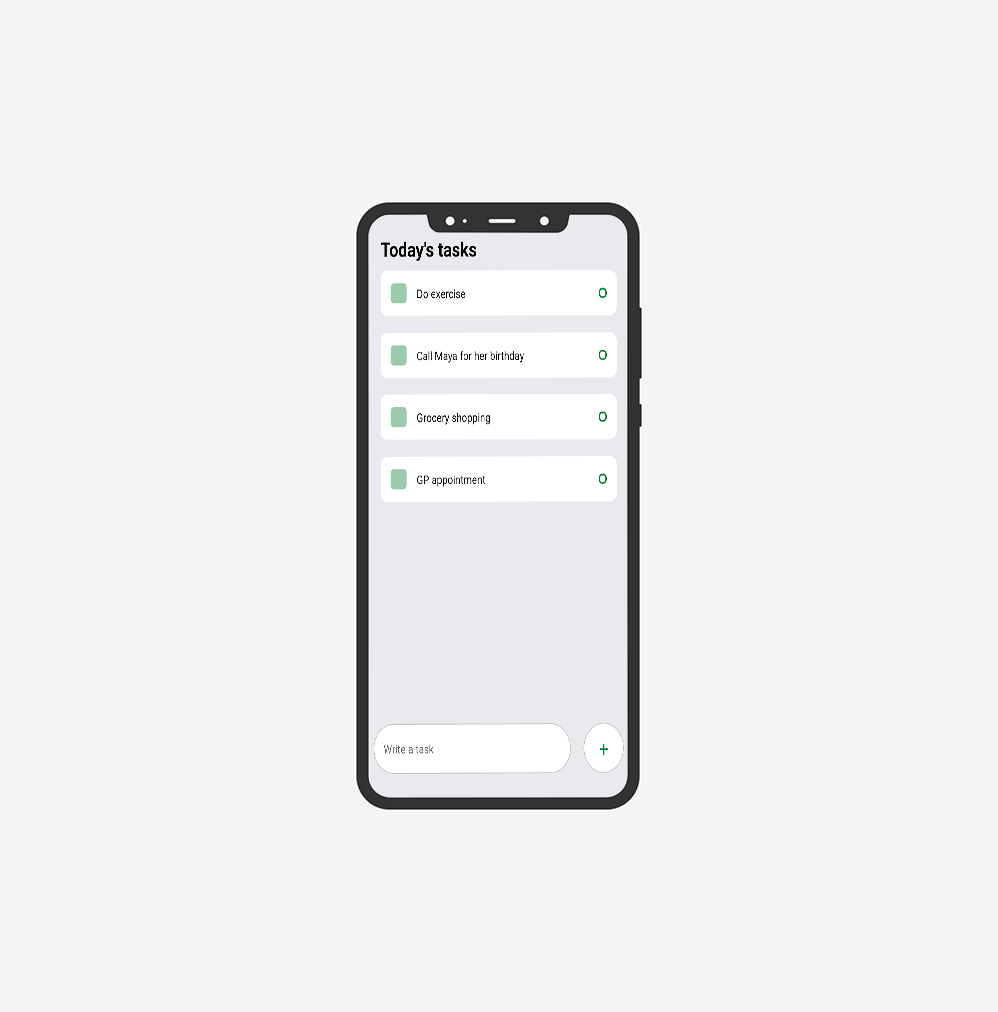 Today's tasks
Do exercise
Call Maya for her birthday
Grocery shopping
GP appointment
Write a task
+